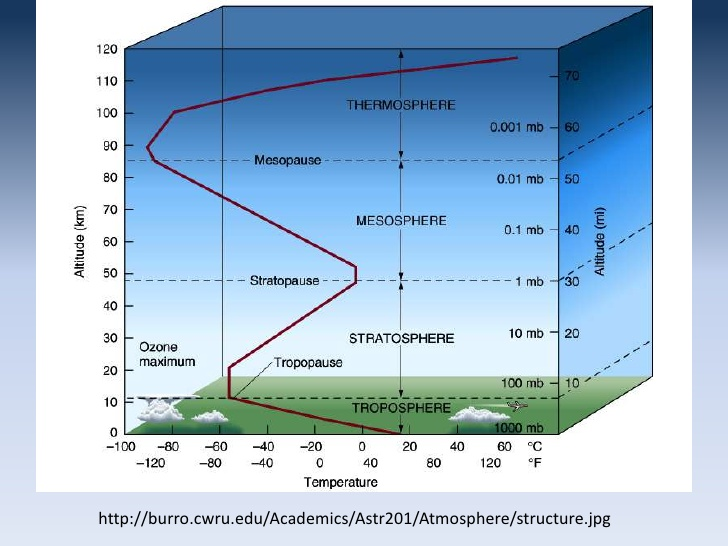 120
110
100
90
80
70
60
50
40
30
20
10
0
Altitude (km)
THERMOSPHERE
Mesopause
MESOSPHERE
Stratopause
STRATOSPHERE
Ozone
maximum
Tropopause
TROPOSPHERE
0.001 mb
0.01 mb
0.1 mb
1 mb
10 mb
100 mb
1000 mb
70
60
50
40
30
20
10
Altitude (mi)
–100 –80 –60 –40 –20 0 20 40 60 °C
–120 –80 –40 0 40 80 120 °F
Temperature
http://burro.cwru.edu/Academics/Astr201/Atmosphere/structure.jpg